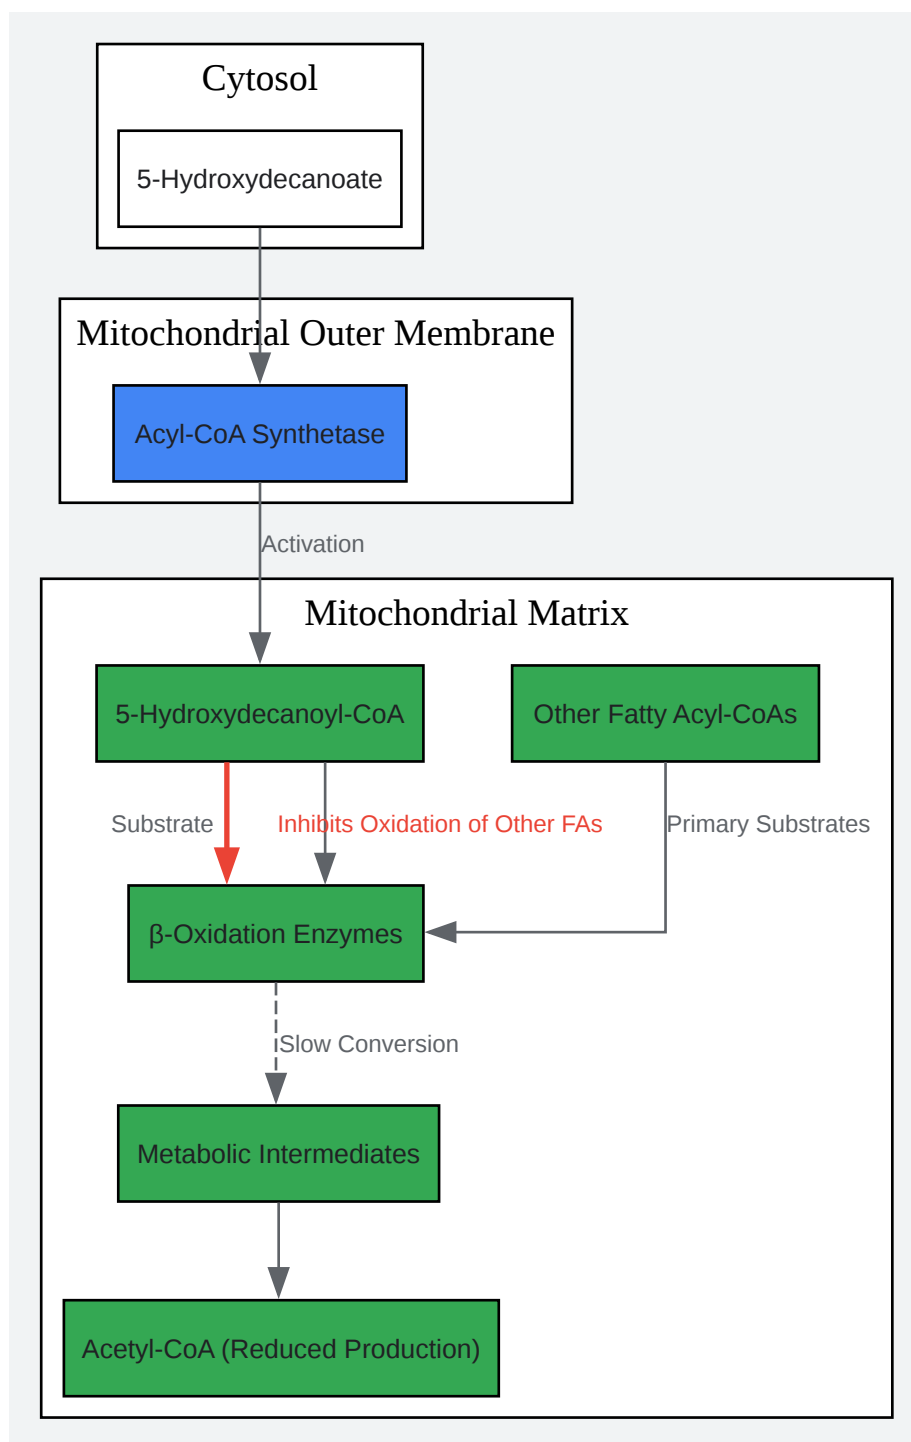 Cytosol
5-Hydroxydecanoate
Mitochondrial Outer Membrane
Acyl-CoA Synthetase
Activation
Mitochondrial Matrix
5-Hydroxydecanoyl-CoA
Other Fatty Acyl-CoAs
Substrate
Inhibits Oxidation of Other FAs
Primary Substrates
β-Oxidation Enzymes
Slow Conversion
Metabolic Intermediates
Acetyl-CoA (Reduced Production)